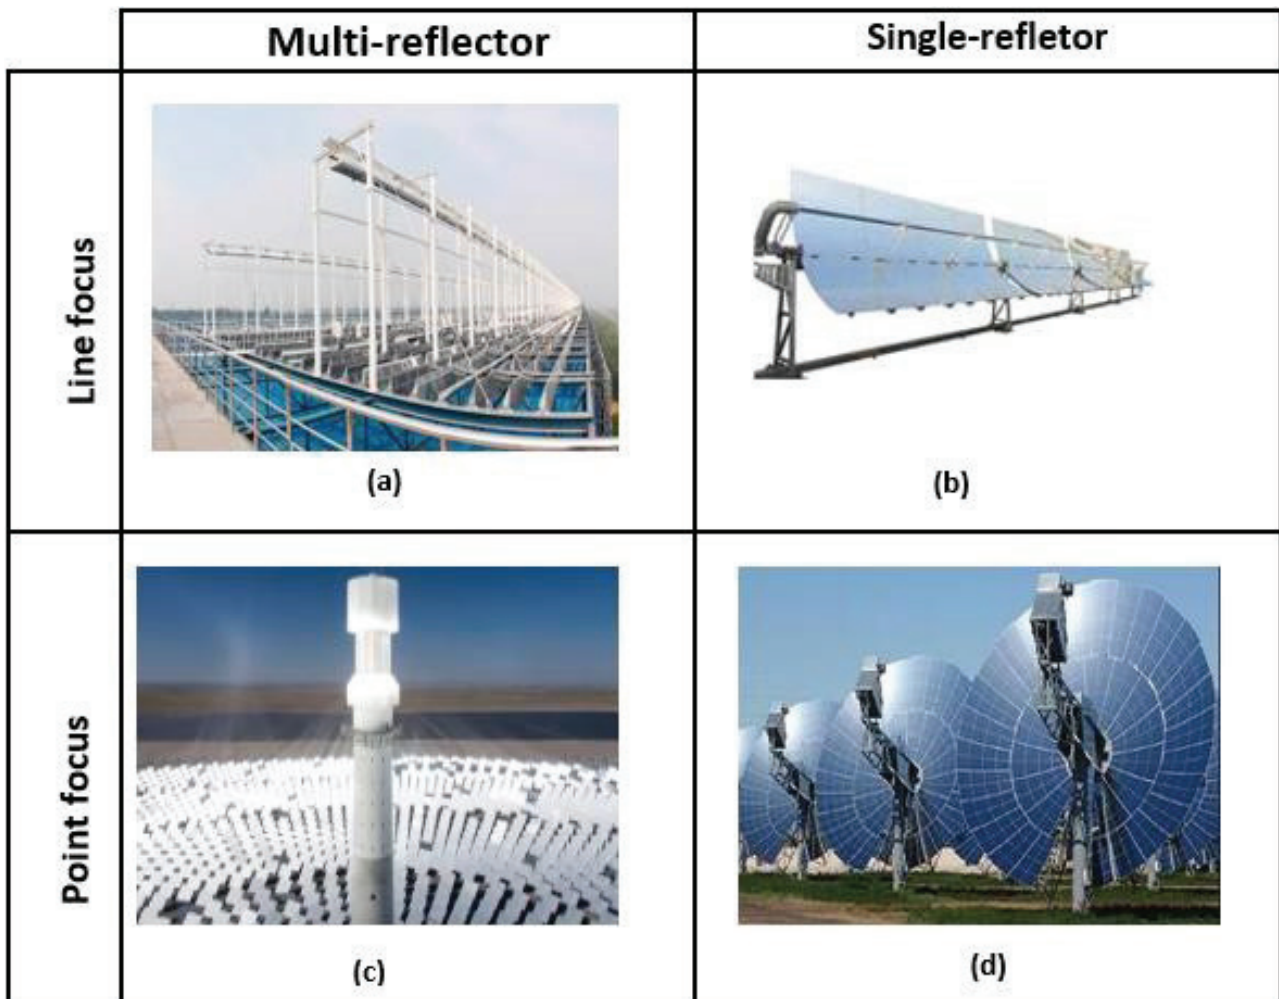 Multi-reflector
Single-refletor
Line focus
(a)
(b)
Point focus
(c)
(d)